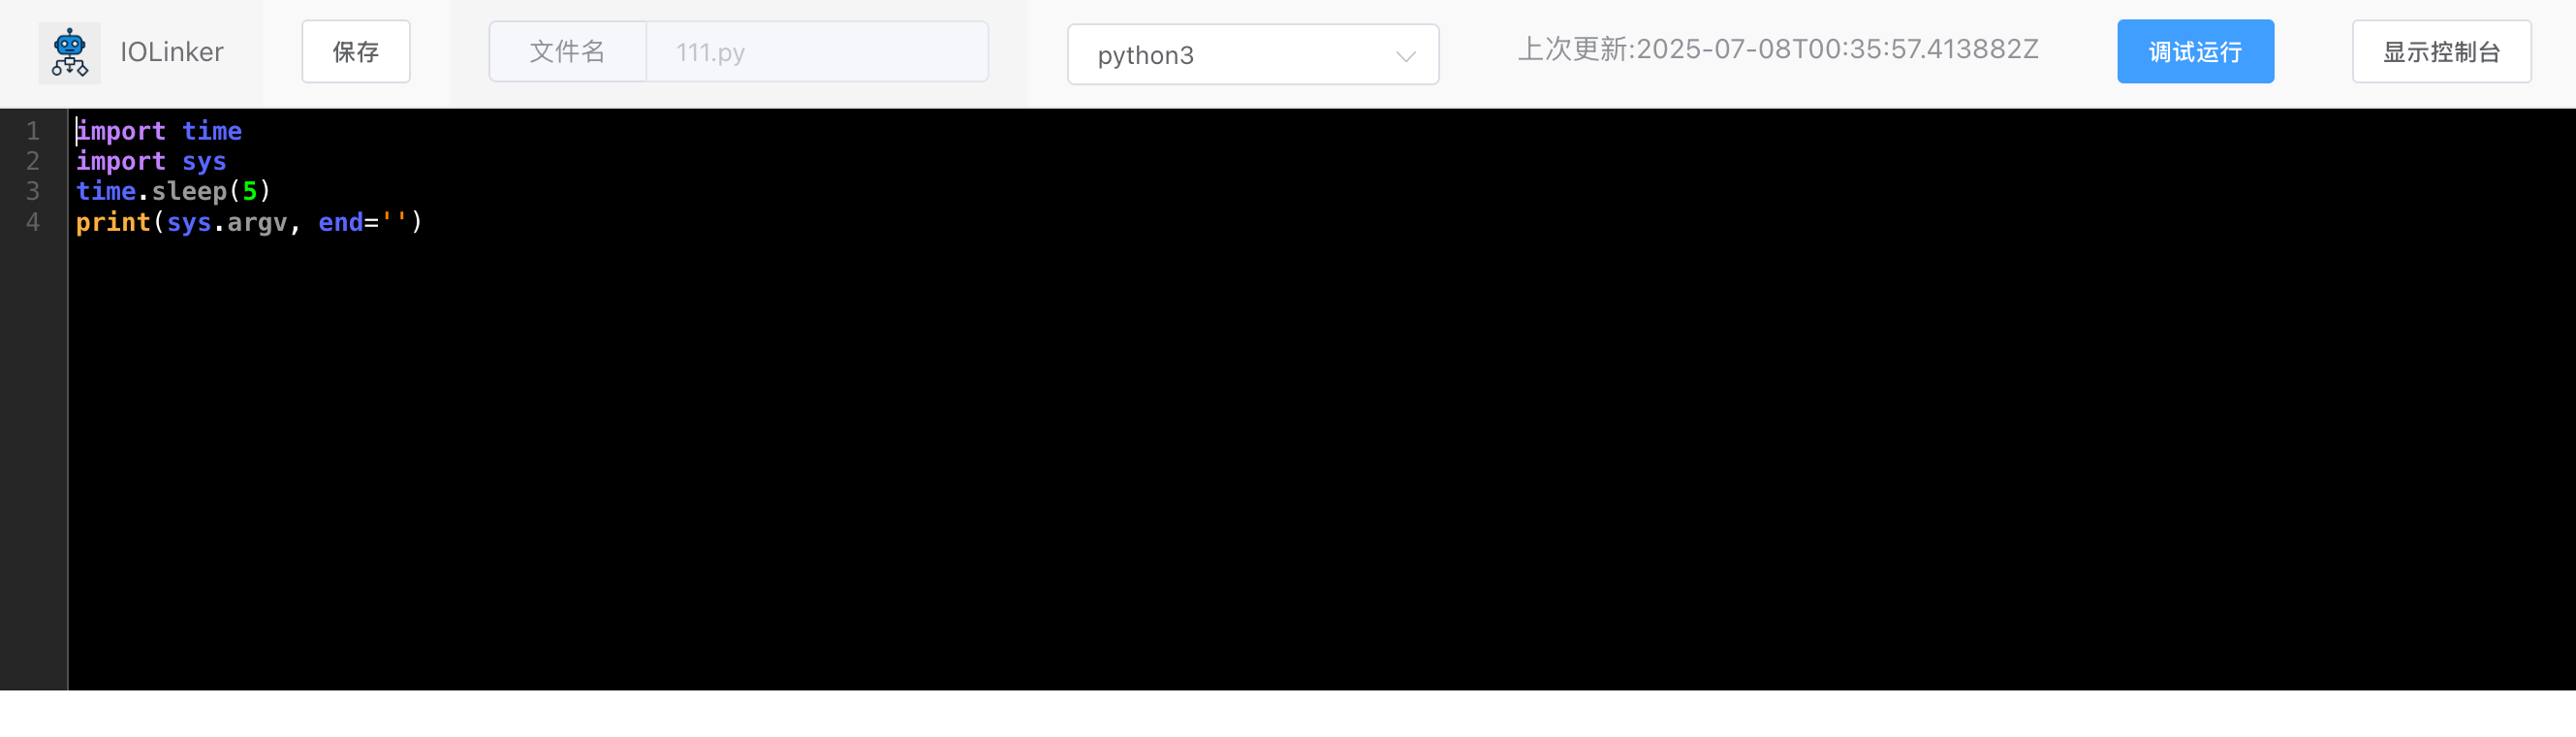 IOLinker 保存 文件名 111.py python3 上次更新:2025-07-08T00:35:57.413882Z 调试运行 显示控制台
1 import time
2 import sys
3 time.sleep(5)
4 print(sys.argv, end='')